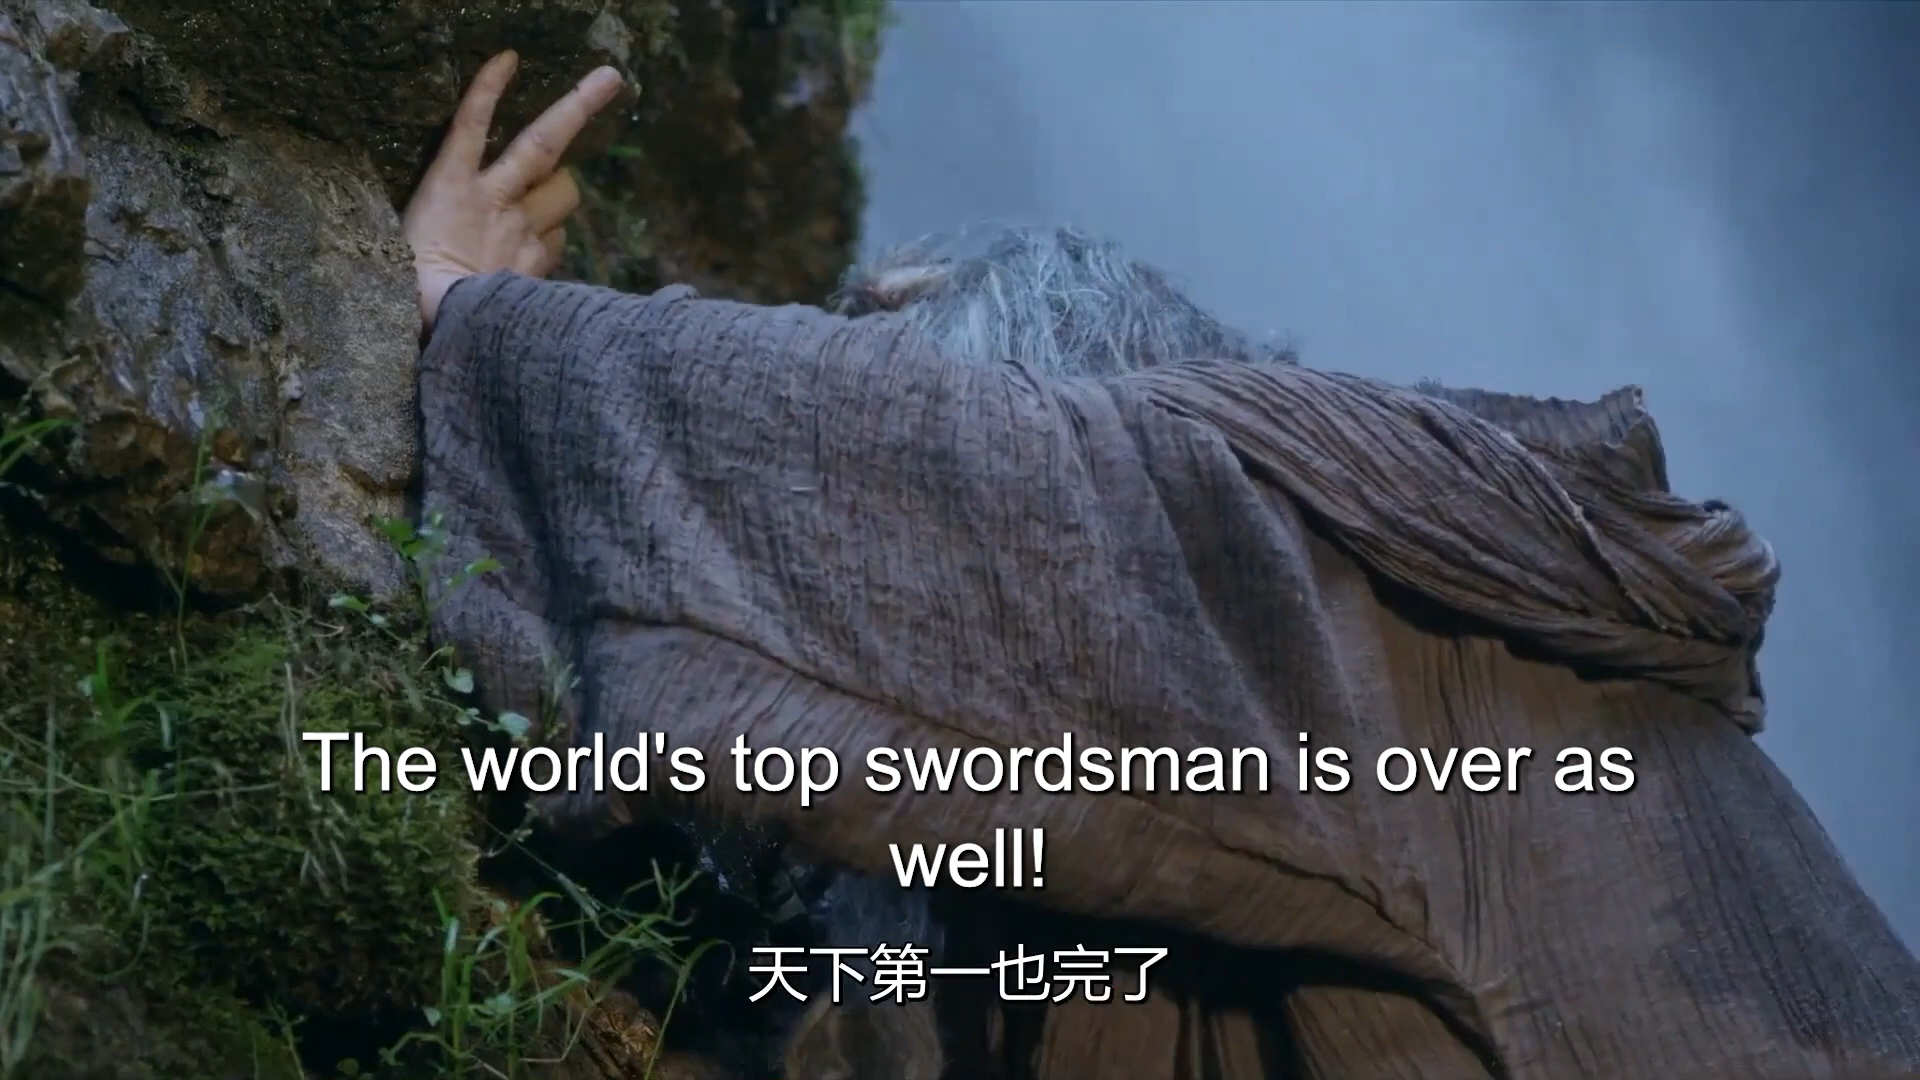 The world's top swordsman is over as
well!
天下第一也完了